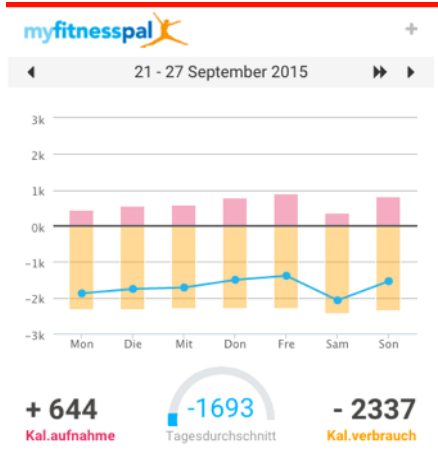 myfitnesspal
+
21 - 27 September 2015
3k
2k
1k
0k
-1k
-2k
-3k
Mon Die Mit Don Fre Sam Son
+ 644 -1693 - 2337
Kal.aufnahme Tagesdurchschnitt Kal.verbrauch